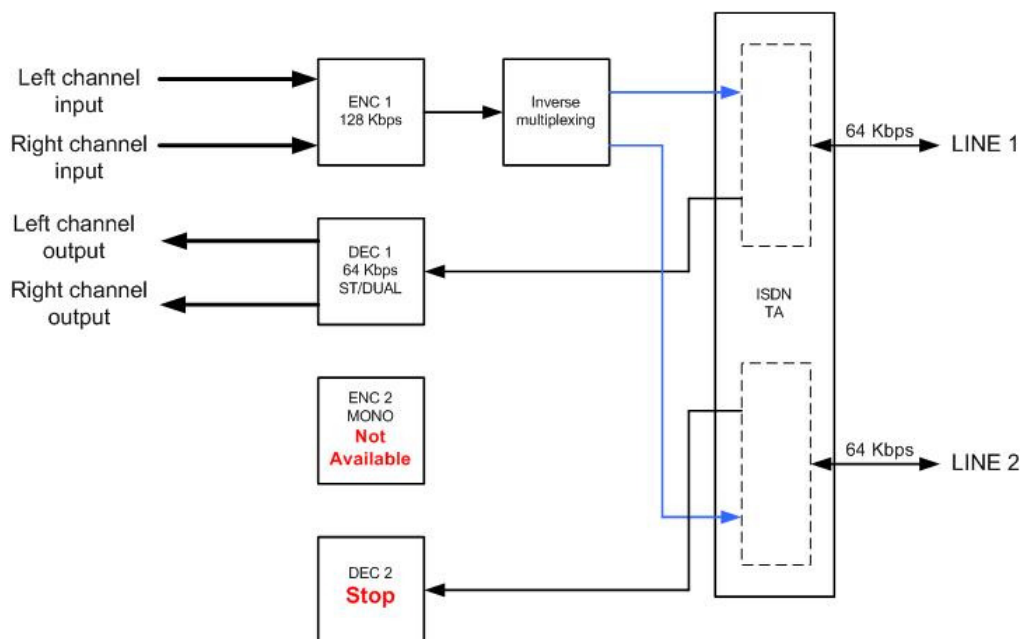 Left channel
input
Right channel
input
ENC 1
128 Kbps
Inverse
multiplexing
64 Kbps
LINE 1
Left channel
output
Right channel
output
DEC 1
64 Kbps
ST/DUAL
ISDN
TA
ENC 2
MONO
Not
Available
64 Kbps
LINE 2
DEC 2
Stop